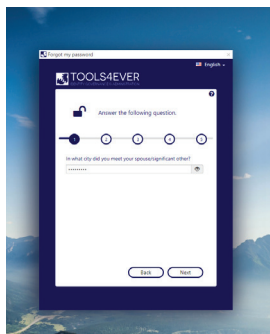 Forgot my password
English
TOOLS4EVER
Answer the following question.
1
2
3
4
5
In what city did you meet your spouse/significant other?
Back
Next